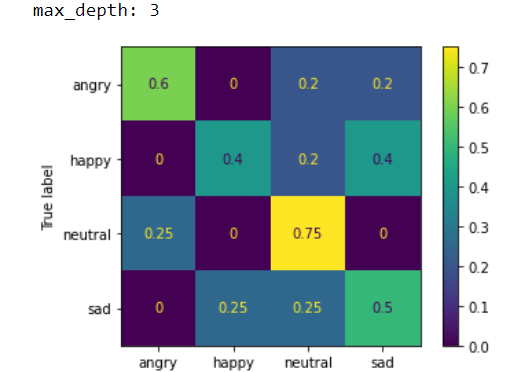 max_depth: 3
True label
angry 0.6 0 0.2 0.2
happy 0 0.4 0.2 0.4
neutral 0.25 0 0.75 0
sad 0 0.25 0.25 0.5
angry happy neutral sad
0.7
0.6
0.5
0.4
0.3
0.2
0.1
0.0